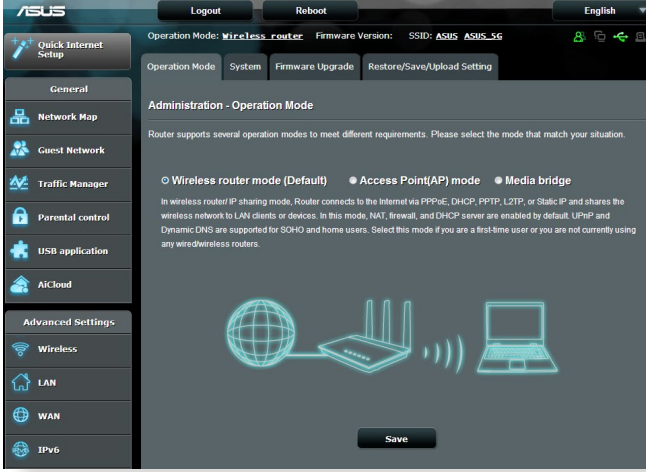 ASUS
Logout
Reboot
English
Quick Internet
Setup
Operation Mode: Wireless router Firmware Version: SSID: ASUS ASUS_5G
Operation Mode
System
Firmware Upgrade
Restore/Save/Upload Setting
General
Network Map
Guest Network
Traffic Manager
Parental control
USB application
AiCloud
Advanced Settings
Wireless
LAN
WAN
IPv6
Administration - Operation Mode
Router supports several operation modes to meet different requirements. Please select the mode that match your situation.
Wireless router mode (Default)
Access Point(AP) mode
Media bridge
In wireless router/ IP sharing mode, Router connects to the Internet via PPPoE, DHCP, PPTP, L2TP, or Static IP and shares the
wireless network to LAN clients or devices. In this mode, NAT, firewall, and DHCP server are enabled by default. UPnP and
Dynamic DNS are supported for SOHO and home users. Select this mode if you are a first-time user or you are not currently using
any wired/wireless routers.
Save